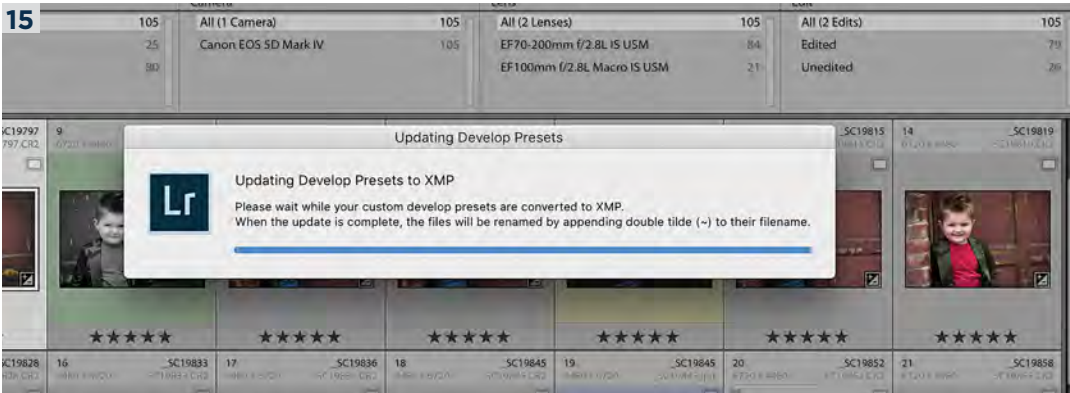 15
105 All (1 Camera) 105 All (2 Lenses) 105 All (2 Edits) 105
25 Canon EOS 5D Mark IV 105 EF70-200mm f/2.8L IS USM 84 Edited 79
80 EF100mm f/2.8L Macro IS USM 21 Unedited 26
SC19797 9 _SC19815 14 _SC19819
797.CR2
Updating Develop Presets
Lr
Updating Develop Presets to XMP
Please wait while your custom develop presets are converted to XMP.
When the update is complete, the files will be renamed by appending double tilde (~) to their filename.
SC19828 16 _SC19833 17 _SC19836 18 _SC19845 19 _SC19845 20 _SC19852 21 _SC19858